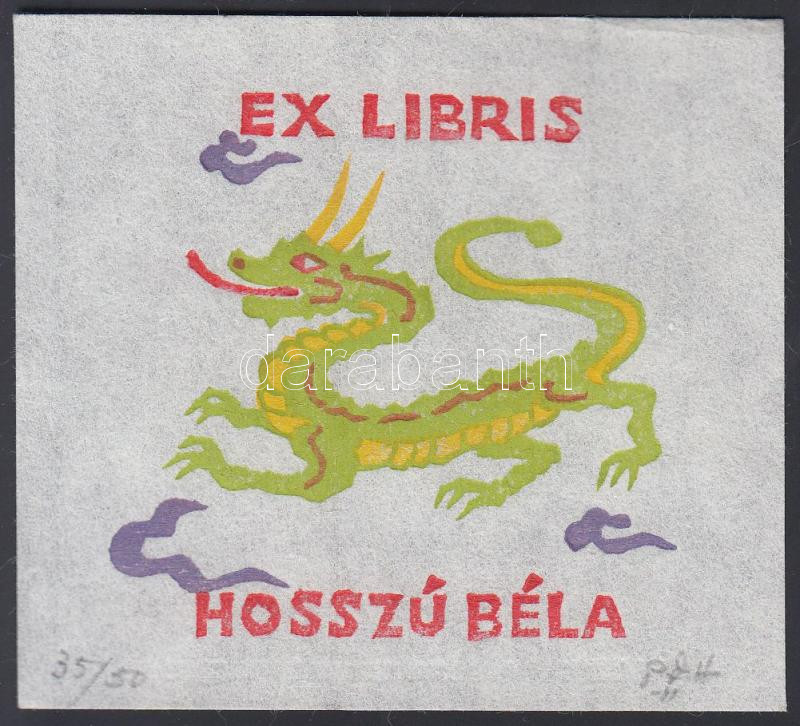 EX LIBRIS
darabanth
HOSSZÚ BÉLA
35/50